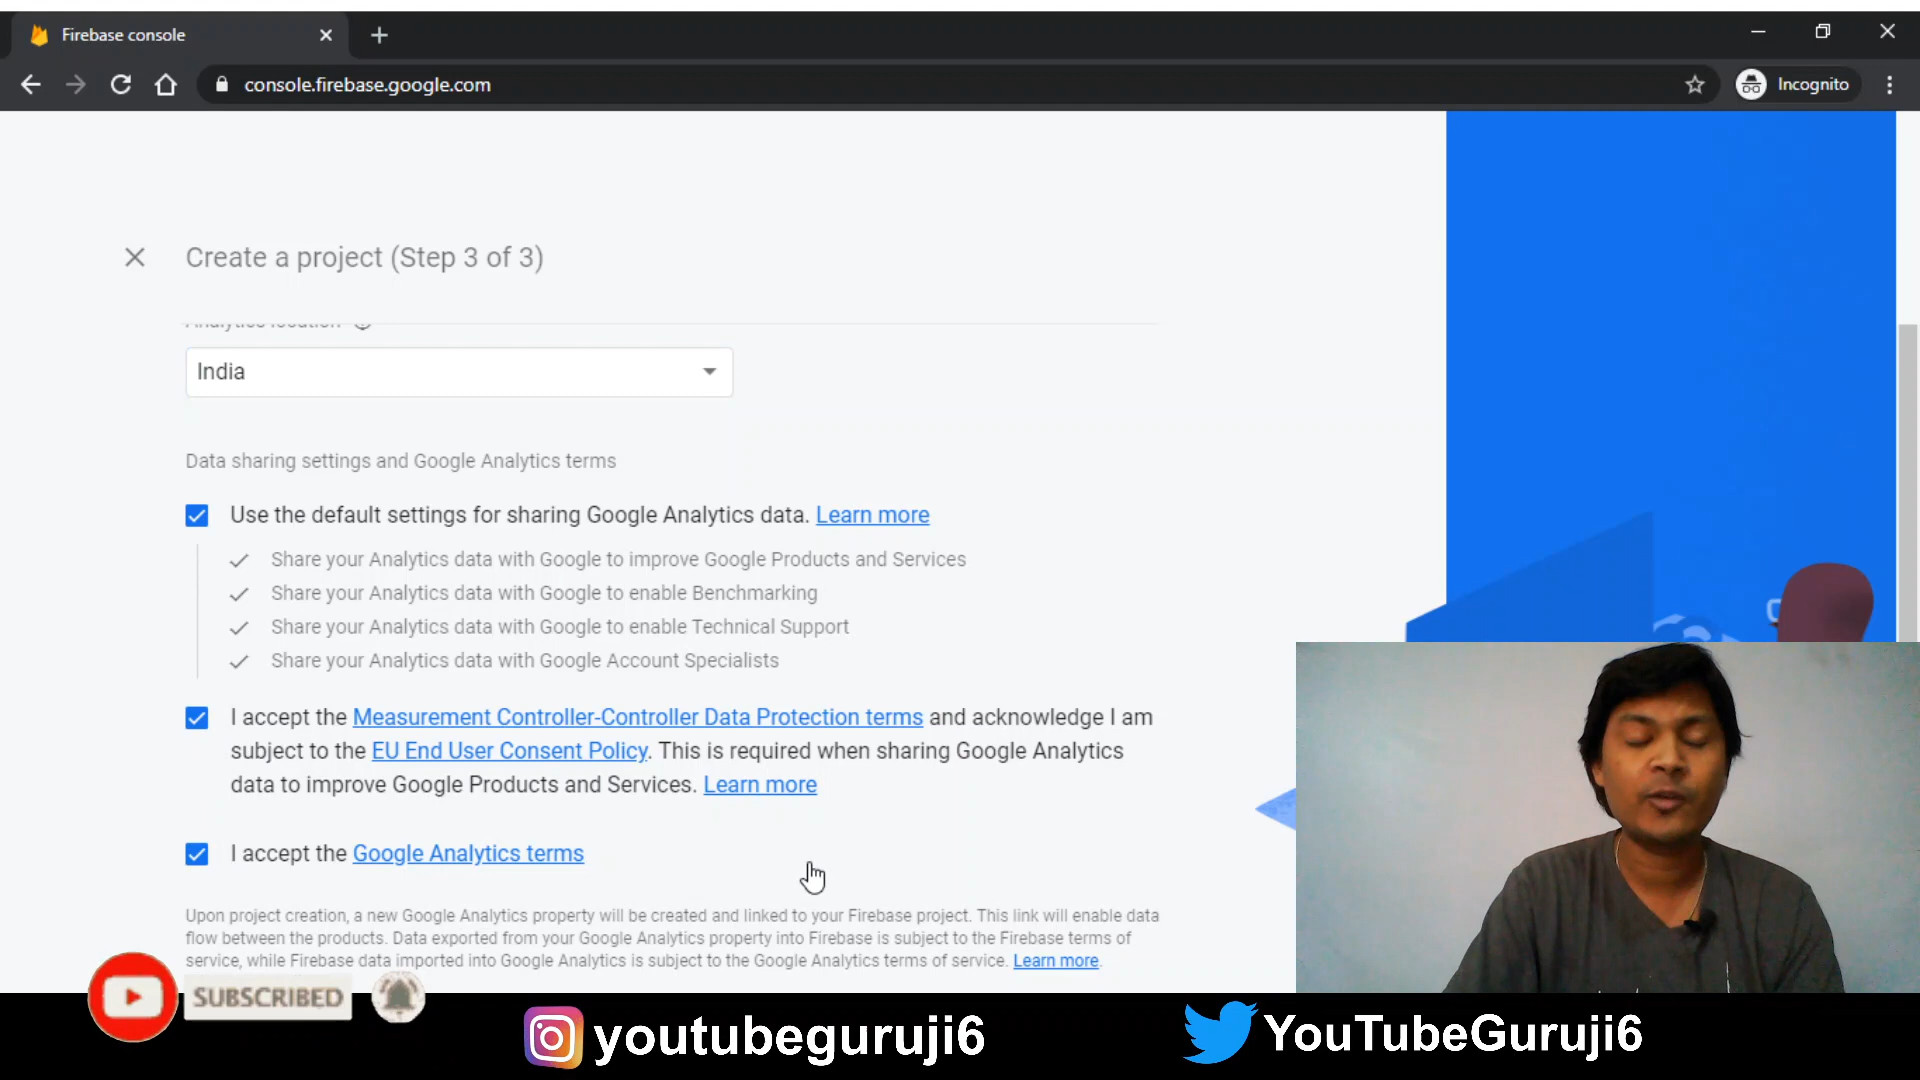 Firebase console
console.firebase.google.com
Incognito
Create a project (Step 3 of 3)
Analytics location
India
Data sharing settings and Google Analytics terms
Use the default settings for sharing Google Analytics data. Learn more
Share your Analytics data with Google to improve Google Products and Services
Share your Analytics data with Google to enable Benchmarking
Share your Analytics data with Google to enable Technical Support
Share your Analytics data with Google Account Specialists
I accept the Measurement Controller-Controller Data Protection terms and acknowledge I am
subject to the EU End User Consent Policy. This is required when sharing Google Analytics
data to improve Google Products and Services. Learn more
I accept the Google Analytics terms
Upon project creation, a new Google Analytics property will be created and linked to your Firebase project. This link will enable data
flow between the products. Data exported from your Google Analytics property into Firebase is subject to the Firebase terms of
service, while Firebase data imported into Google Analytics is subject to the Google Analytics terms of service. Learn more.
SUBSCRIBED
youtubeguruji6
YouTubeGuruji6